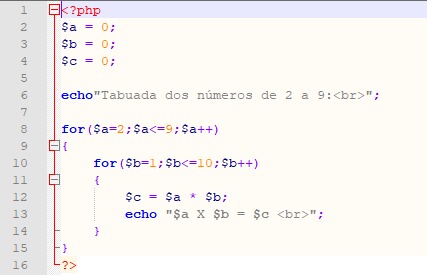 1 <?php
2 $a = 0;
3 $b = 0;
4 $c = 0;
5
6 echo"Tabuada dos números de 2 a 9:<br>";
7
8 for($a=2;$a<=9;$a++)
9 {
10 for($b=1;$b<=10;$b++)
11 {
12 $c = $a * $b;
13 echo "$a X $b = $c <br>";
14 }
15 }
16 ?>